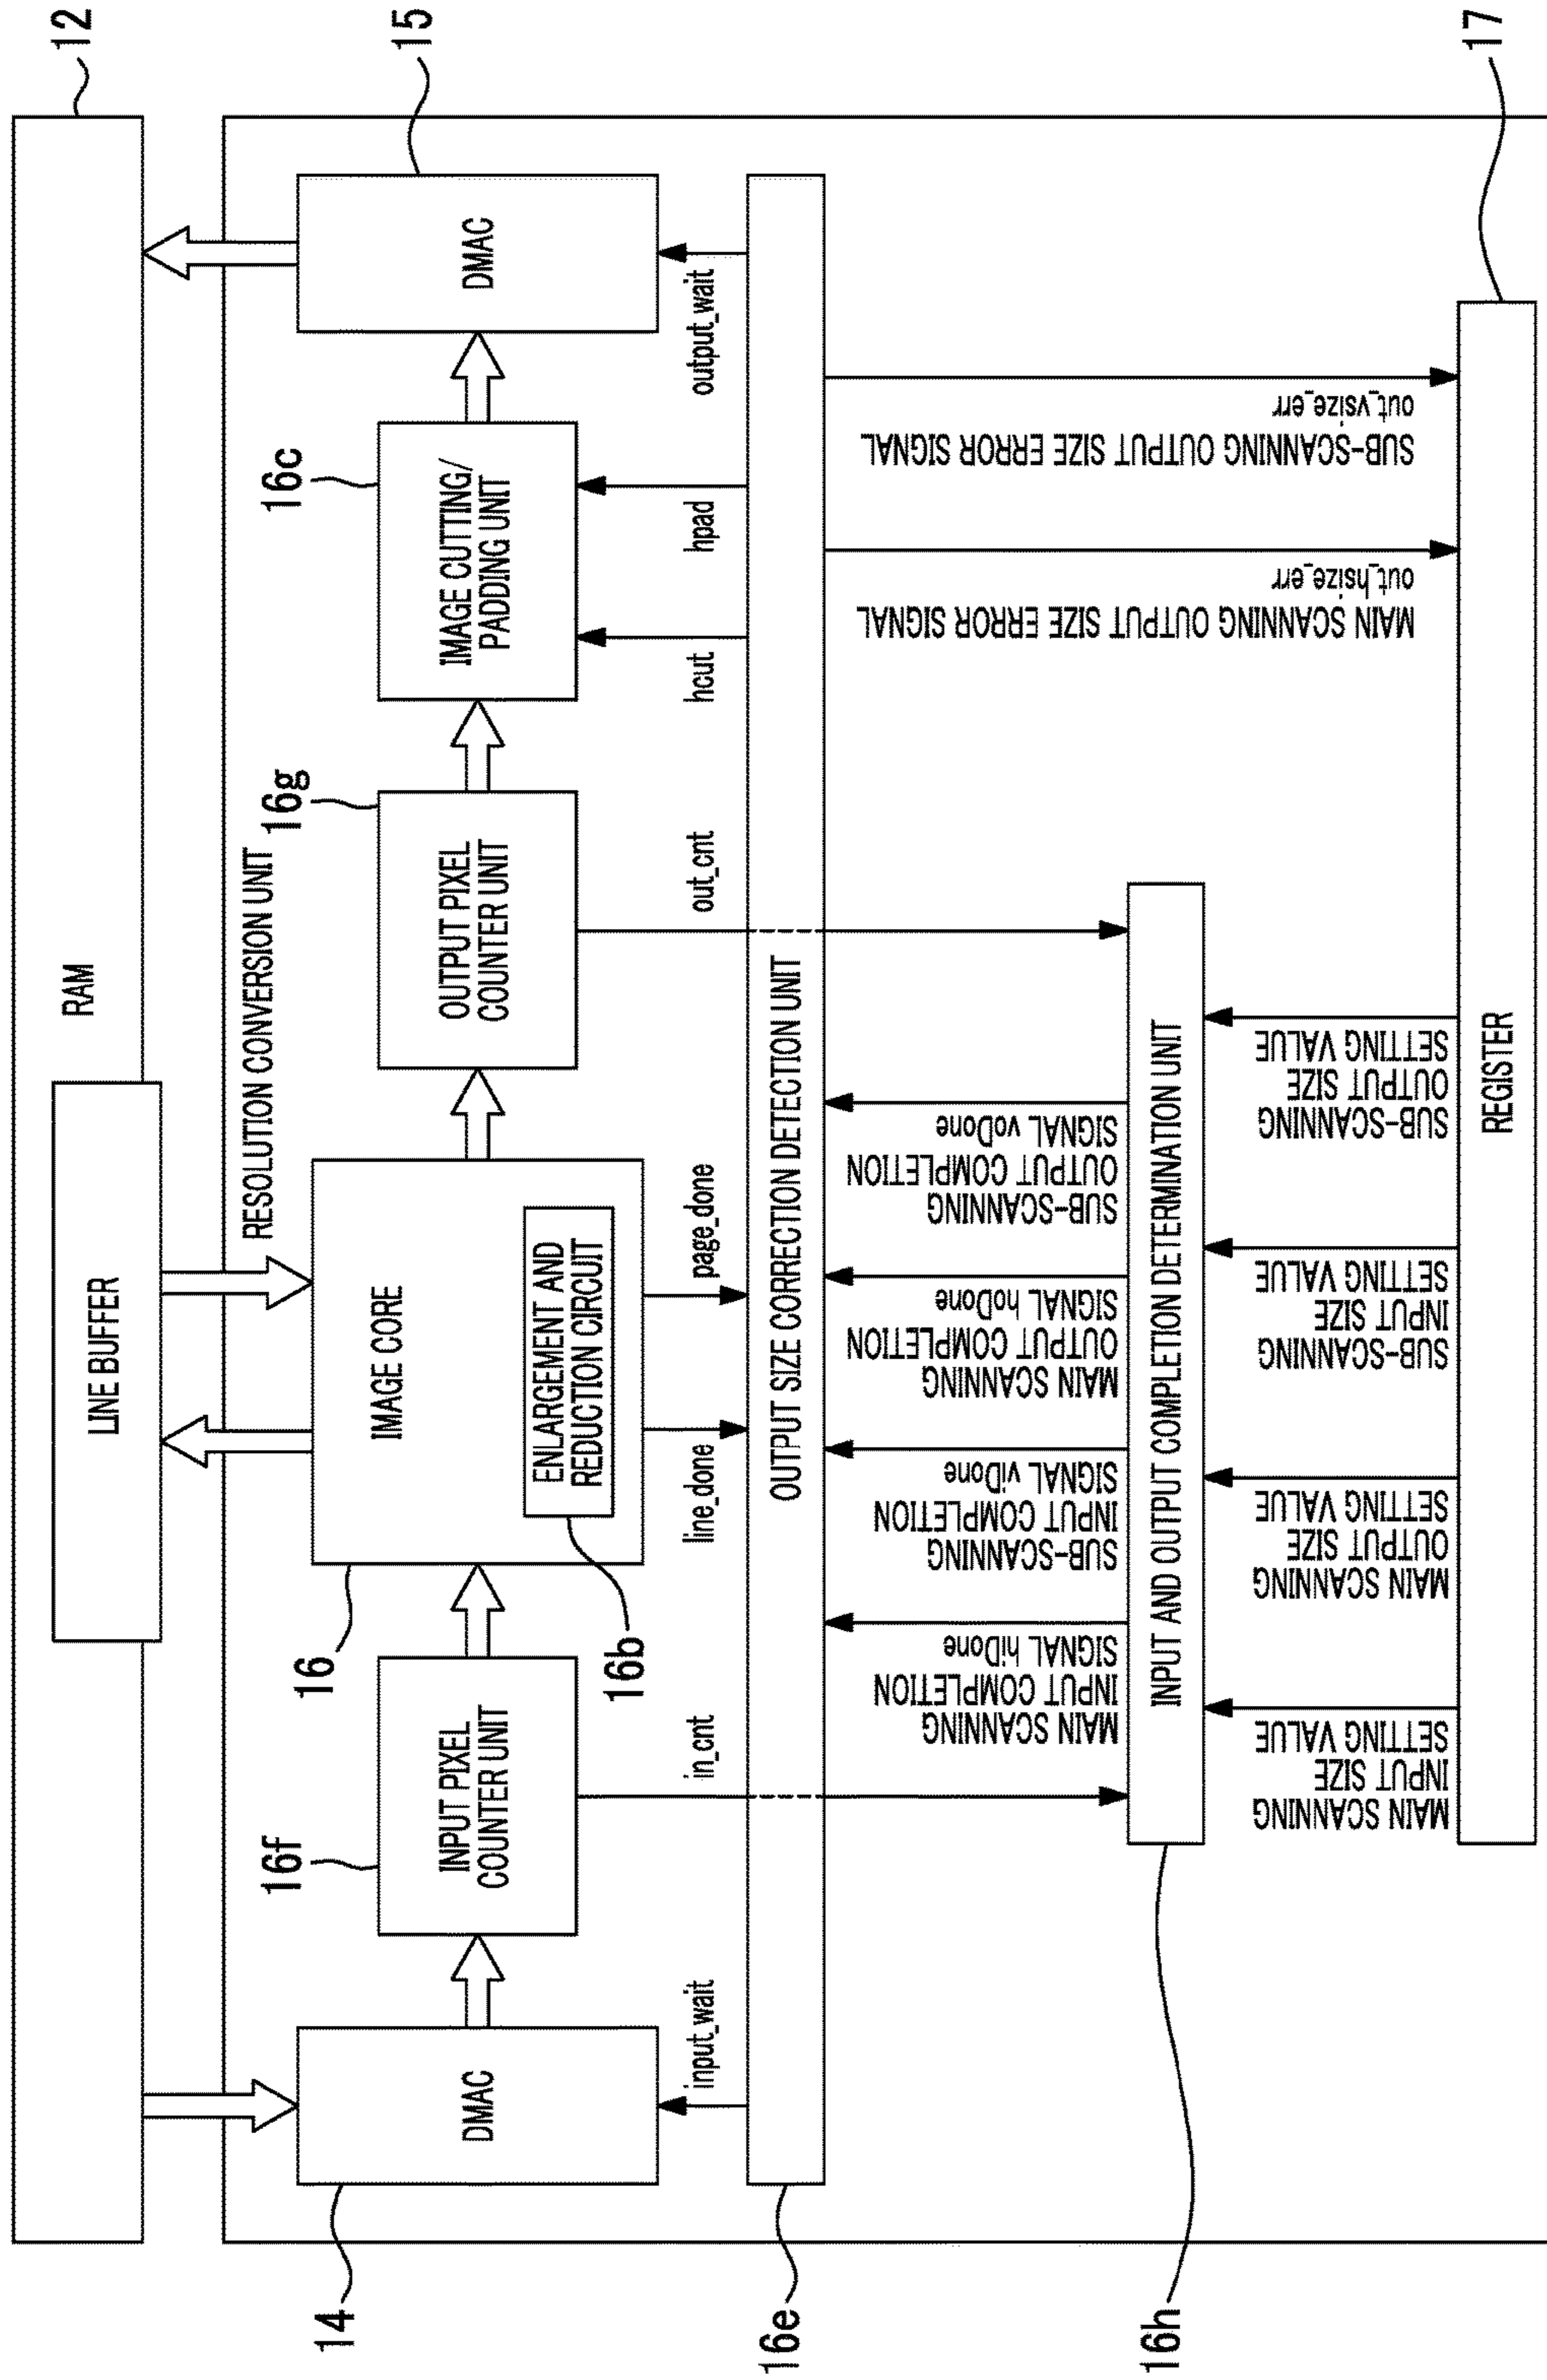 12
RAM
LINE BUFFER
RESOLUTION CONVERSION UNIT
14
DMAC
16f
INPUT PIXEL
COUNTER UNIT
16
IMAGE CORE
ENLARGEMENT AND
REDUCTION CIRCUIT
16b
16g
OUTPUT PIXEL
COUNTER UNIT
16c
IMAGE CUTTING/
PADDING UNIT
15
DMAC
input_wait
in_cnt
line_done
page_done
out_cnt
hcut
hpad
output_wait
16e
OUTPUT SIZE CORRECTION DETECTION UNIT
MAIN SCANNING
INPUT COMPLETION
SIGNAL hiDone
SUB-SCANNING
INPUT COMPLETION
SIGNAL viDone
MAIN SCANNING
OUTPUT COMPLETION
SIGNAL hoDone
SUB-SCANNING
OUTPUT COMPLETION
SIGNAL voDone
MAIN SCANNING OUTPUT SIZE ERROR SIGNAL
out_hsize_err
SUB-SCANNING OUTPUT SIZE ERROR SIGNAL
out_vsize_err
16h
INPUT AND OUTPUT COMPLETION DETERMINATION UNIT
MAIN SCANNING
INPUT SIZE
SETTING VALUE
MAIN SCANNING
OUTPUT SIZE
SETTING VALUE
SUB-SCANNING
INPUT SIZE
SETTING VALUE
SUB-SCANNING
OUTPUT SIZE
SETTING VALUE
REGISTER
17